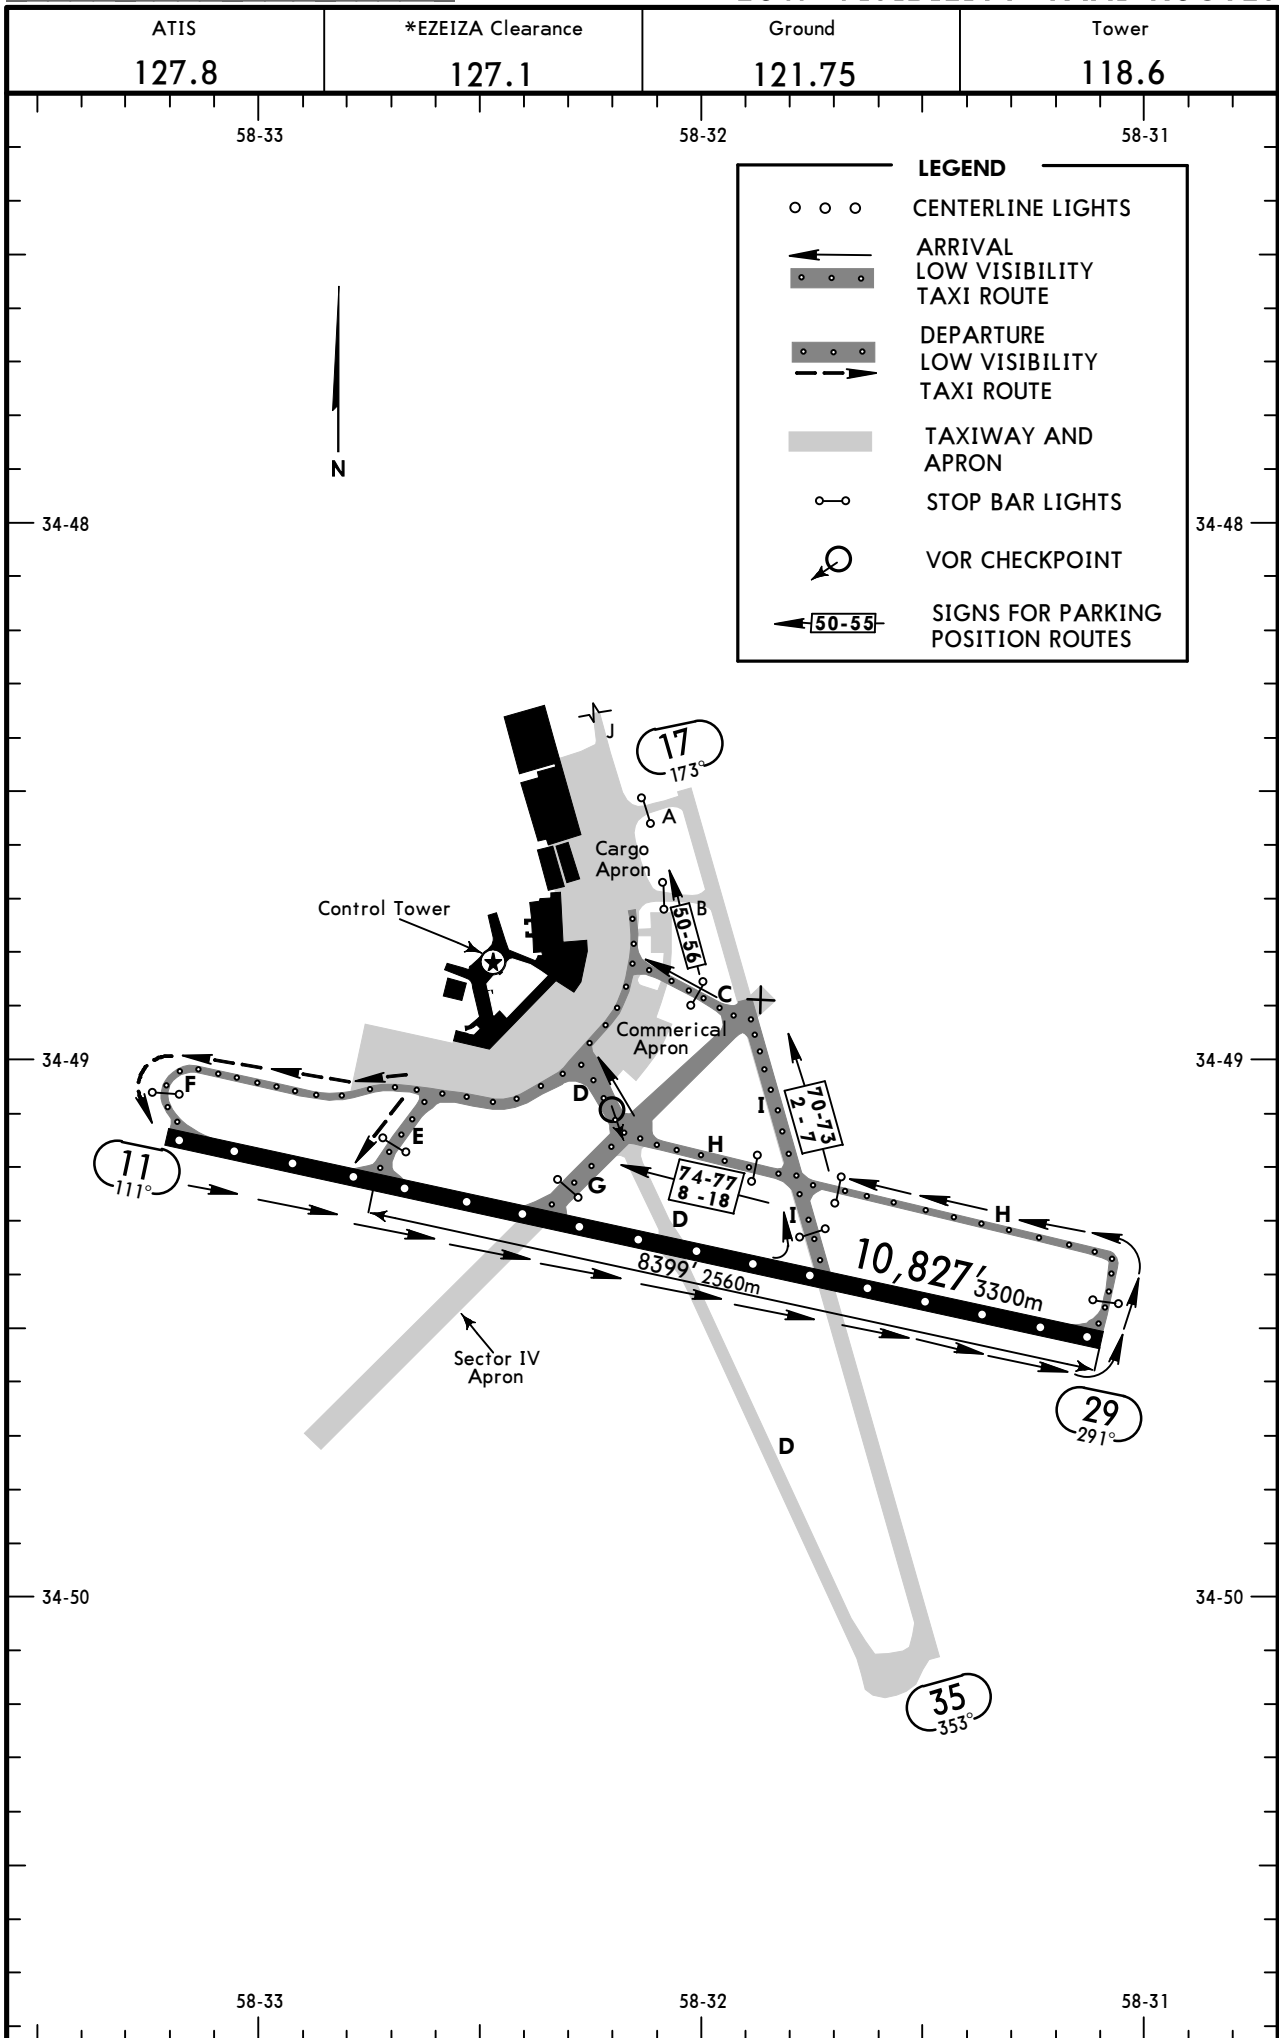 ATIS
*EZEIZA Clearance
Ground
Tower
127.8
127.1
121.75
118.6
58-33
58-32
58-31
LEGEND
CENTERLINE LIGHTS
ARRIVAL
LOW VISIBILITY
TAXI ROUTE
DEPARTURE
LOW VISIBILITY
TAXI ROUTE
TAXIWAY AND
APRON
STOP BAR LIGHTS
VOR CHECKPOINT
50-55
SIGNS FOR PARKING
POSITION ROUTES
N
34-48
34-48
J
17
173°
A
Cargo
Apron
Control Tower
B
50-56
C
Commerical
Apron
34-49
34-49
F
D
I
70-73
2 - 7
E
H
11
111°
G
74-77
8 -18
D
I
H
10,827'
3300m
8399' 2560m
Sector IV
Apron
29
291°
D
34-50
34-50
35
353°
58-33
58-32
58-31